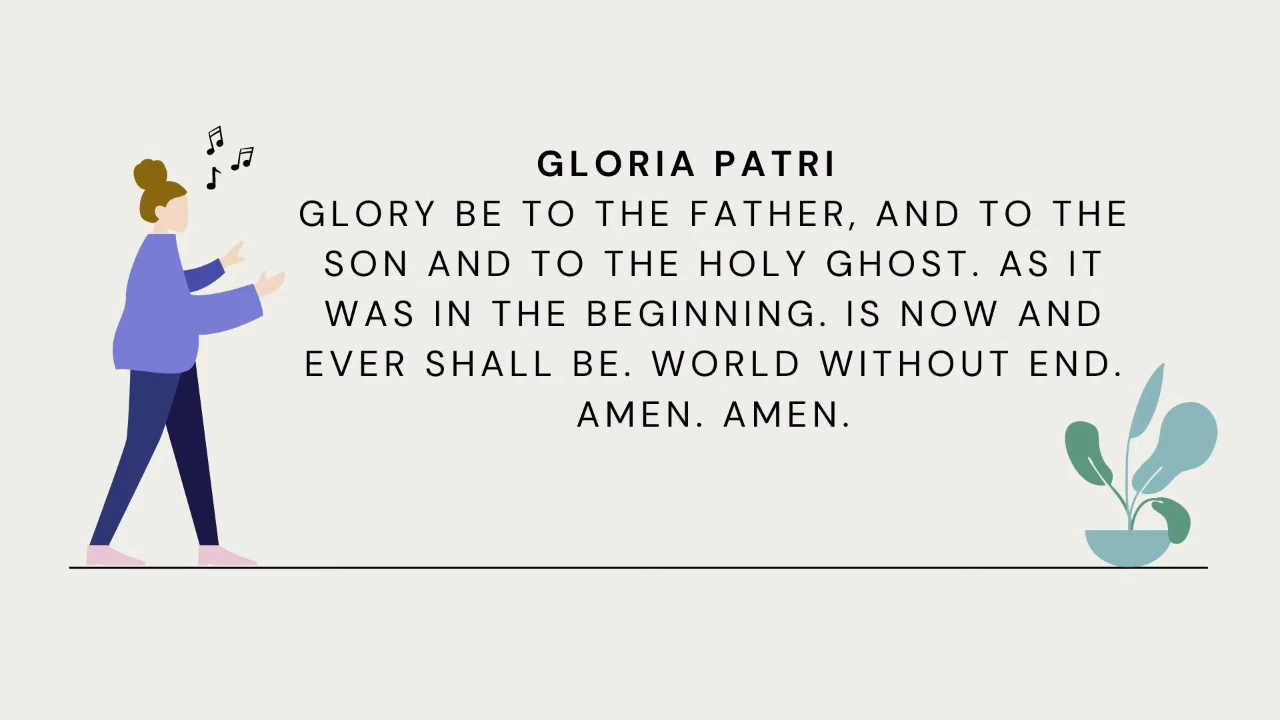 GLORIA PATRI
GLORY BE TO THE FATHER, AND TO THE
SON AND TO THE HOLY GHOST. AS IT
WAS IN THE BEGINNING. IS NOW AND
EVER SHALL BE. WORLD WITHOUT END.
AMEN. AMEN.